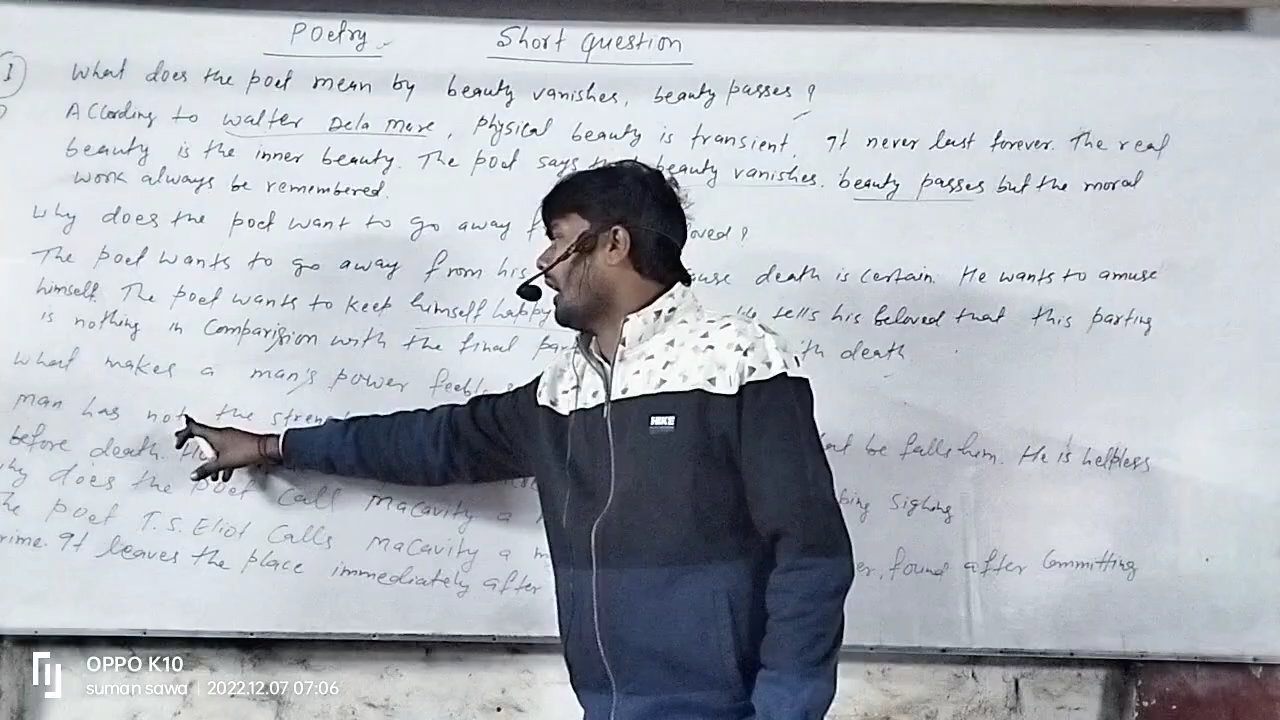 Poetry Short question
1 What does the poet mean by beauty vanishes, beauty passes ?
According to walter Dela Mare, physical beauty is transient. It never last forever. The real
beauty is the inner beauty. The poet says beauty vanishes. beauty passes but the moral
work always be remembered.
Why does the poet want to go away ?
The poet wants to go away from his death is certain. He wants to amuse
himself. The poet wants to keep himself happy tells his beloved that this parting
is nothing in Comparision with the final death
What makes a man's power
man has not the be falls him. He is helpless
before death.
does the poet call macavity a Sighing
The poet T.S. Eliot calls macavity a found after Committing
crime. It leaves the place immediately after
HIKE
OPPO K10
suman sawa | 2022.12.07 07:06